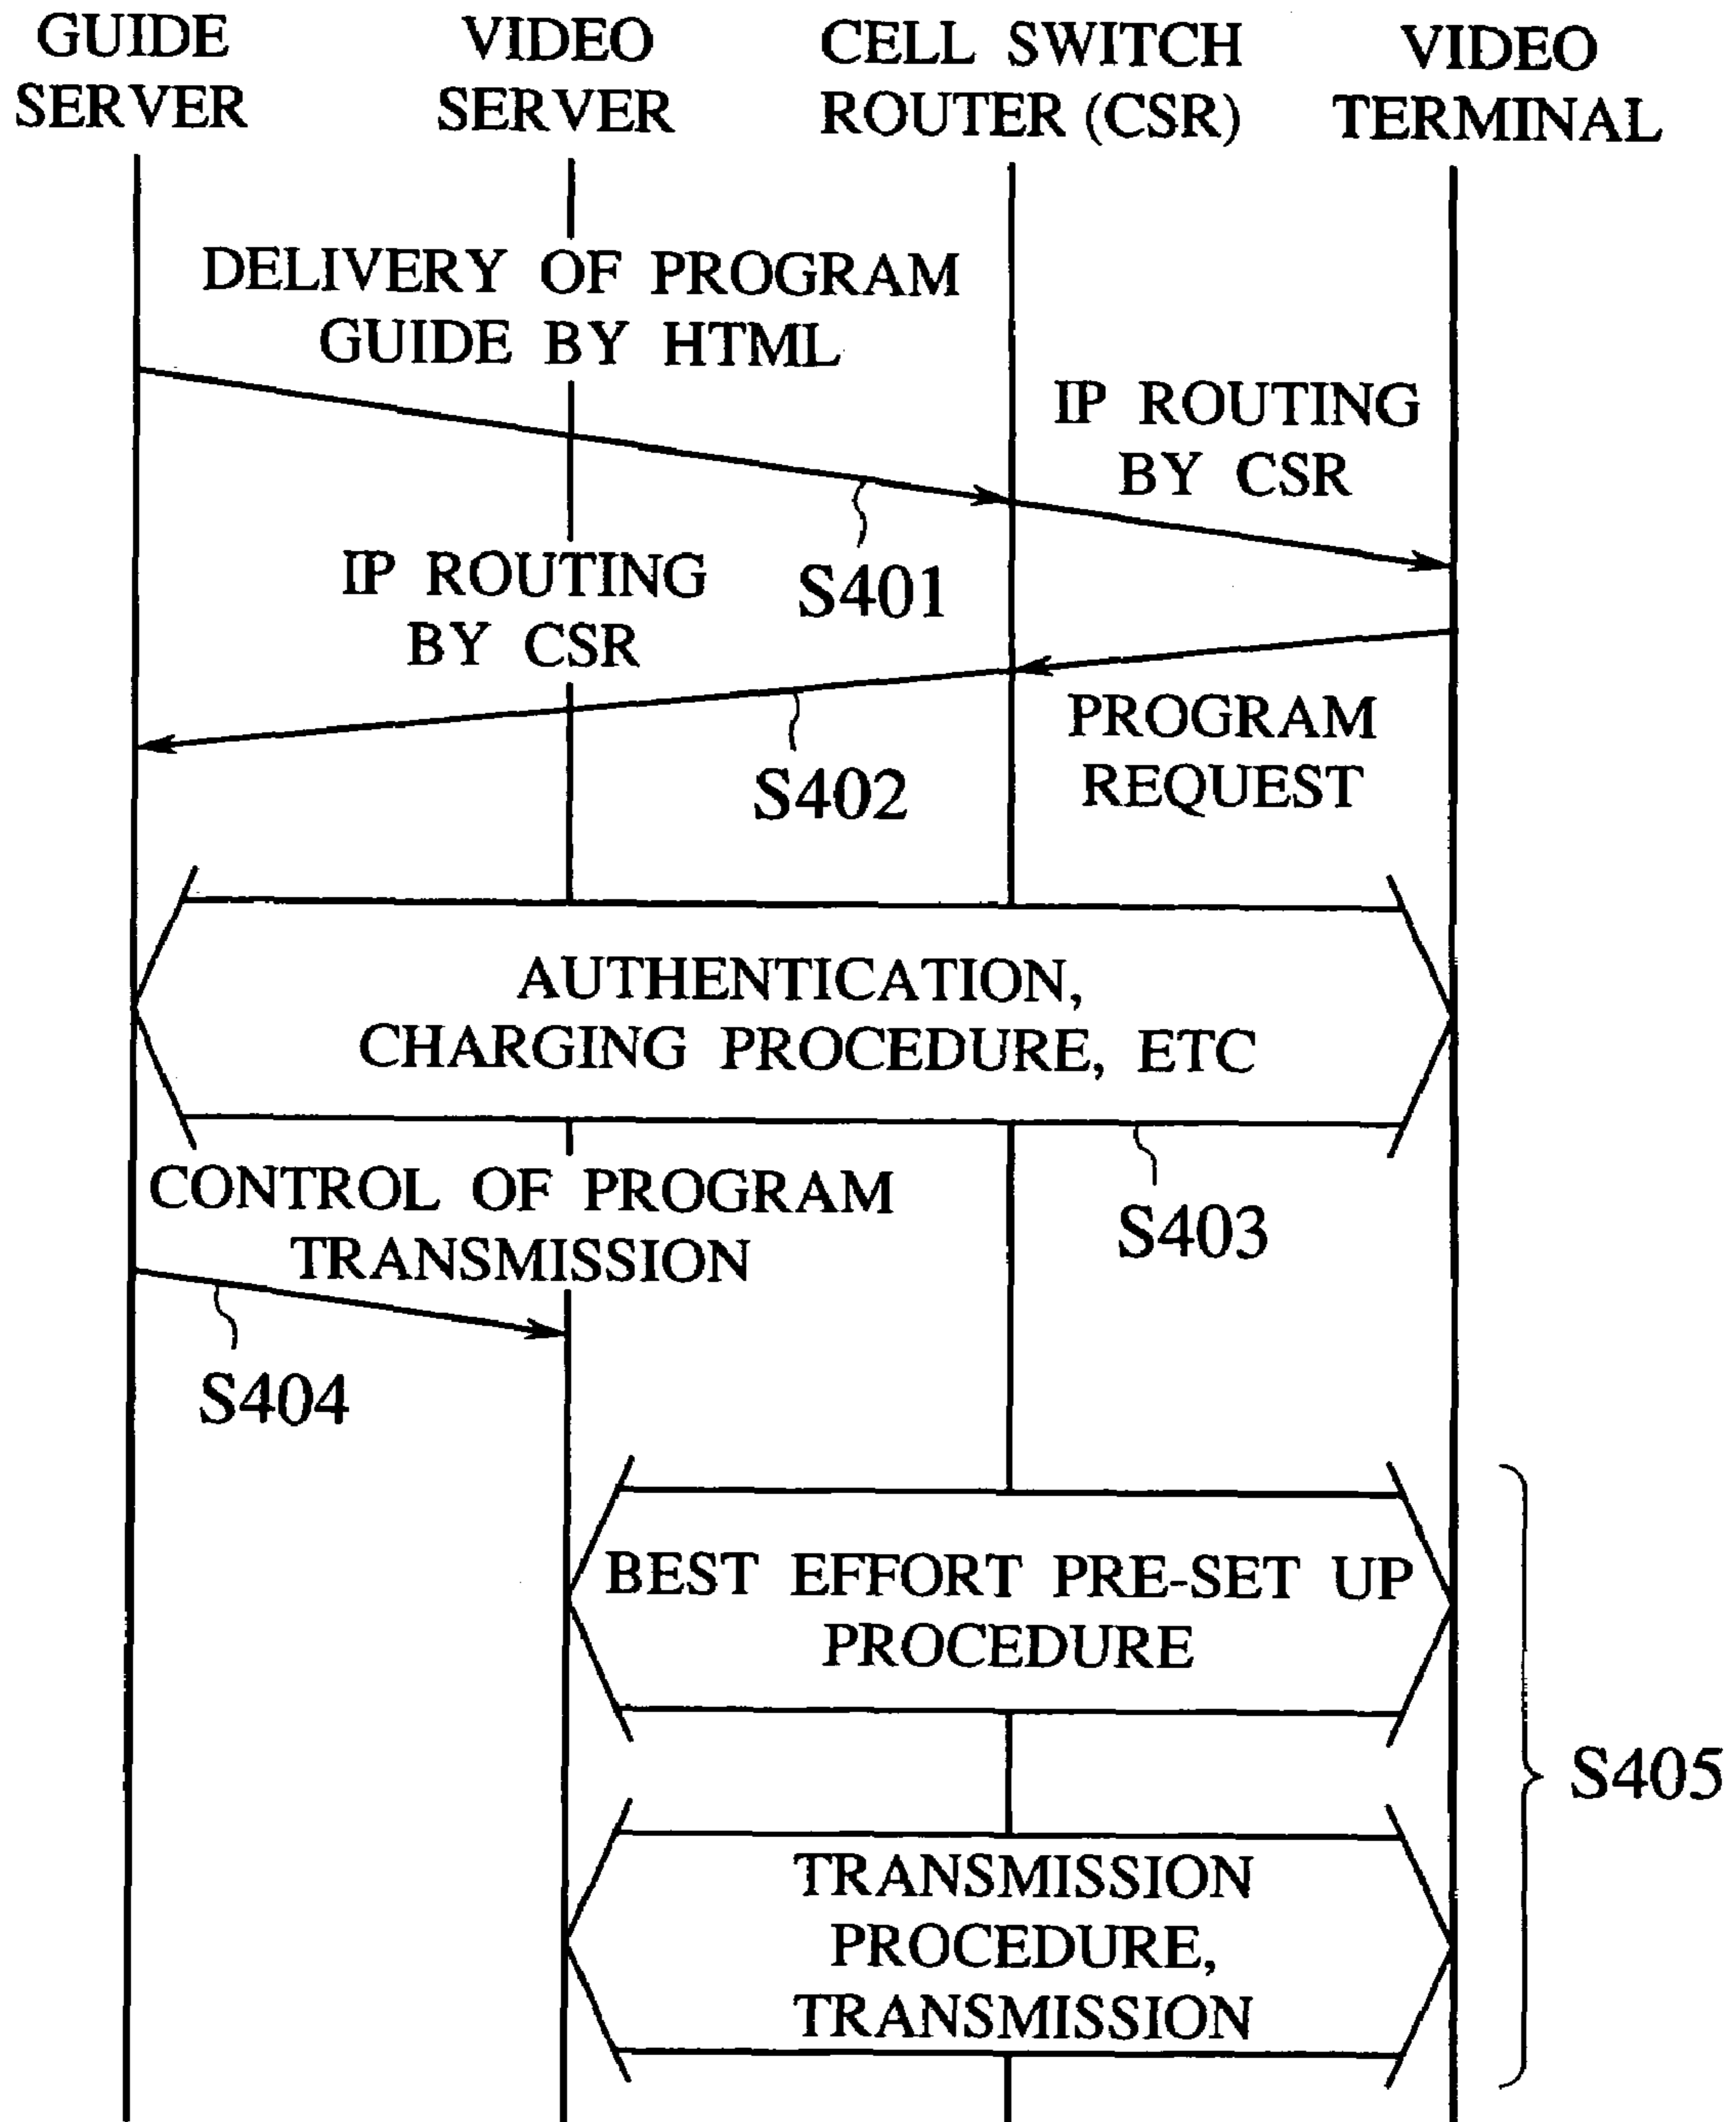 GUIDE
SERVER
VIDEO
SERVER
CELL SWITCH
ROUTER (CSR)
VIDEO
TERMINAL
DELIVERY OF PROGRAM
GUIDE BY HTML
IP ROUTING
BY CSR
S401
IP ROUTING
BY CSR
PROGRAM
REQUEST
S402
AUTHENTICATION,
CHARGING PROCEDURE, ETC
S403
CONTROL OF PROGRAM
TRANSMISSION
S404
BEST EFFORT PRE-SET UP
PROCEDURE
S405
TRANSMISSION
PROCEDURE,
TRANSMISSION